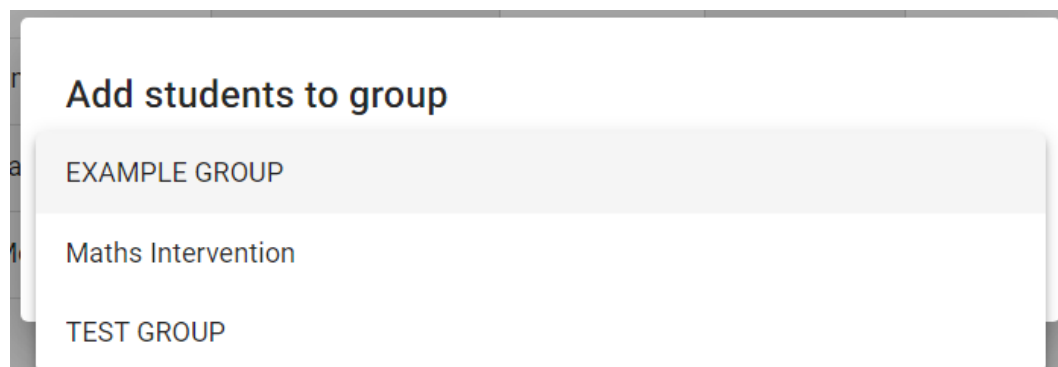 Add students to group
EXAMPLE GROUP
Maths Intervention
TEST GROUP